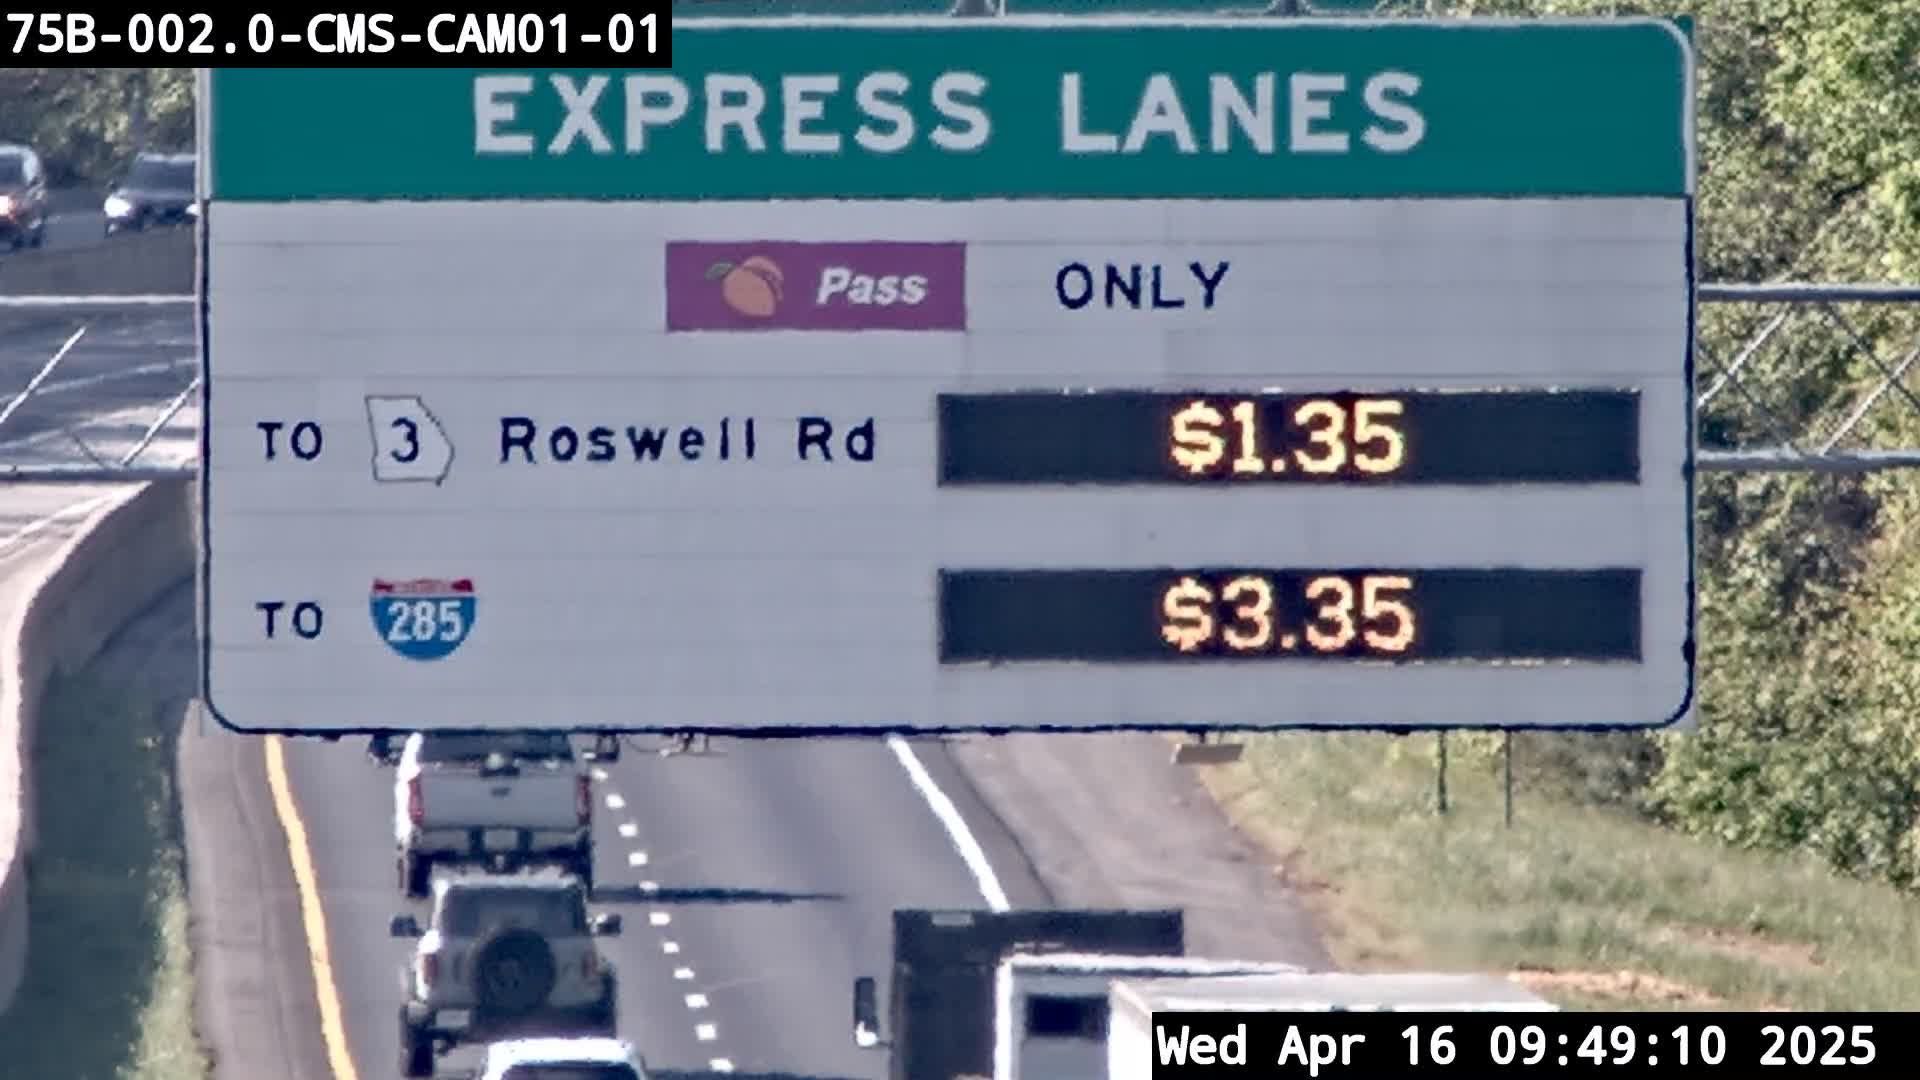 75B-002.0-CMS-CAM01-01
EXPRESS LANES
Pass ONLY
TO 3 Roswell Rd $1.35
TO 285 $3.35
Wed Apr 16 09:49:10 2025